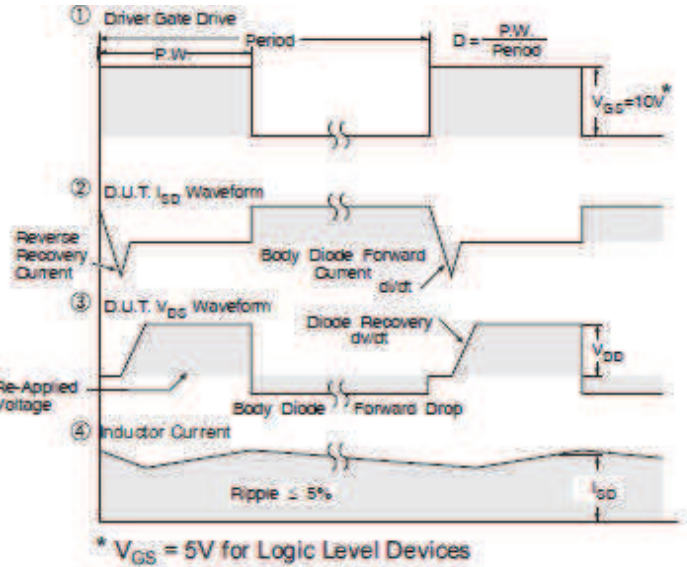 ① Driver Gate Drive
Period
P.W.
D = P.W. / Period
V_GS=10V*
② D.U.T. I_SD Waveform
Reverse
Recovery
Current
Body Diode Forward
Current
di/dt
③ D.U.T. V_DS Waveform
Diode Recovery
dv/dt
V_DD
Re-Applied
Voltage
Body Diode Forward Drop
④ Inductor Current
Ripple ≤ 5%
I_SD
* V_GS = 5V for Logic Level Devices